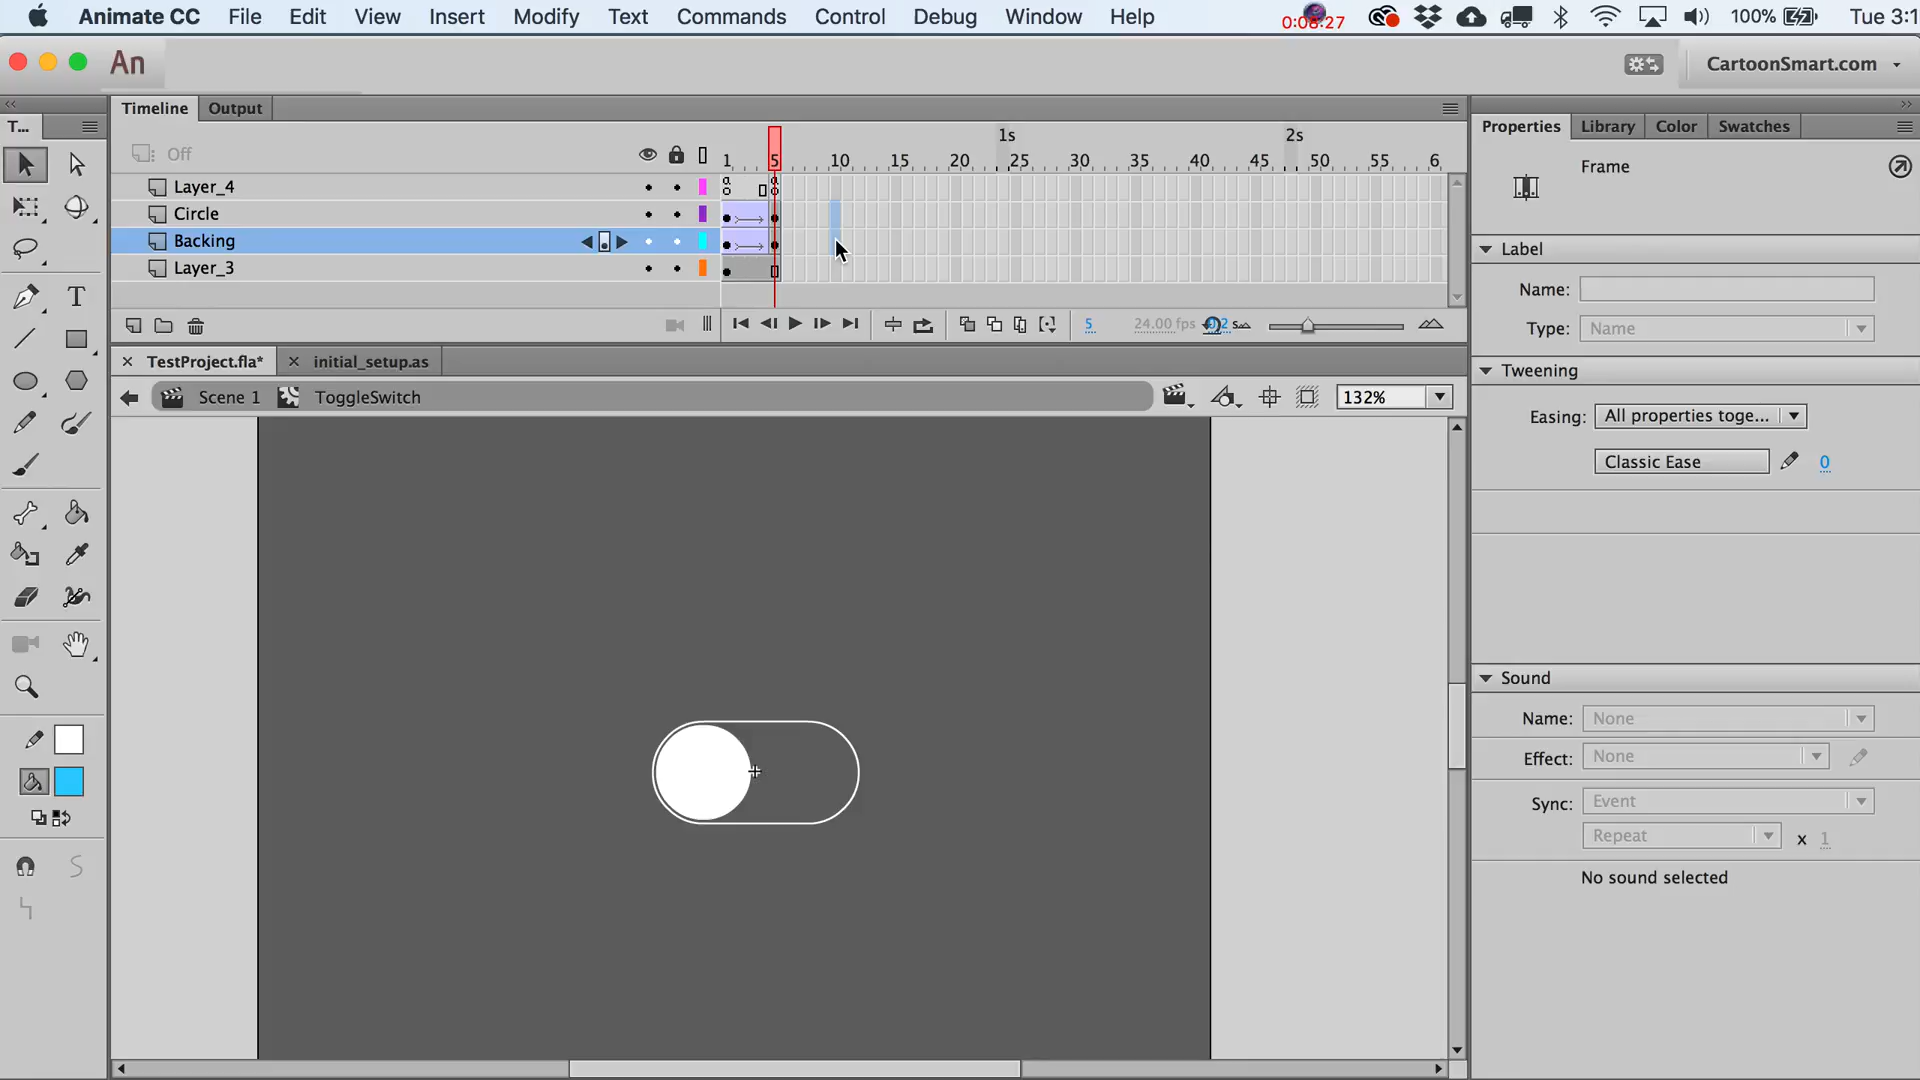 Animate CC File Edit View Insert Modify Text Commands Control Debug Window Help 0:08:27 100% Tue 3:1
An CartoonSmart.com
T... Timeline Output Properties Library Color Swatches
1s 2s
Off 1 5 10 15 20 25 30 35 40 45 50 55 6
Frame
Layer_4
Circle
Backing
Layer_3
Label
Name:
Type: Name
5 24.00 fps 0.2 s
TestProject.fla* initial_setup.as
Tweening
Scene 1 ToggleSwitch 132%
Easing: All properties toge...
Classic Ease 0
Sound
Name: None
Effect: None
Sync: Event
Repeat x 1
No sound selected